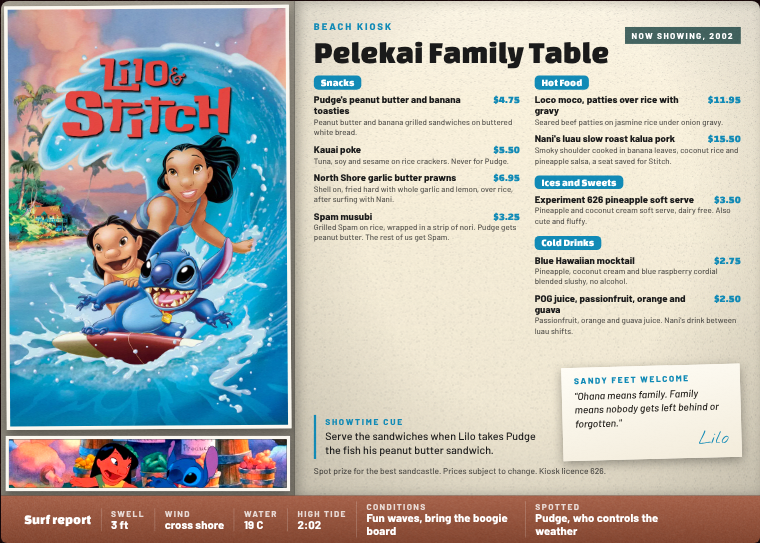 Lilo &
Stitch
BEACH KIOSK
Pelekai Family Table
NOW SHOWING, 2002
Snacks
Pudge's peanut butter and banana
toasties
$4.75
Peanut butter and banana grilled sandwiches on buttered
white bread.
Kauai poke $5.50
Tuna, soy and sesame on rice crackers. Never for Pudge.
North Shore garlic butter prawns $6.95
Shell on, fried hard with whole garlic and lemon, over rice,
after surfing with Nani.
Spam musubi $3.25
Grilled Spam on rice, wrapped in a strip of nori. Pudge gets
peanut butter. The rest of us get Spam.
Hot Food
Loco moco, patties over rice with
gravy
$11.95
Seared beef patties on jasmine rice under onion gravy.
Nani's luau slow roast kalua pork $15.50
Smoky shoulder cooked in banana leaves, coconut rice and
pineapple salsa, a seat saved for Stitch.
Ices and Sweets
Experiment 626 pineapple soft serve $3.50
Pineapple and coconut cream soft serve, dairy free. Also
cute and fluffy.
Cold Drinks
Blue Hawaiian mocktail $2.75
Pineapple, coconut cream and blue raspberry cordial
blended slushy, no alcohol.
POG juice, passionfruit, orange and
guava
$2.50
Passionfruit, orange and guava juice. Nani's drink between
luau shifts.
SHOWTIME CUE
Serve the sandwiches when Lilo takes Pudge
the fish his peanut butter sandwich.
SANDY FEET WELCOME
"Ohana means family. Family
means nobody gets left behind or
forgotten."
Lilo
Spot prize for the best sandcastle. Prices subject to change. Kiosk licence 626.
Surf report
SWELL
3 ft
WIND
cross shore
WATER
19 C
HIGH TIDE
2:02
CONDITIONS
Fun waves, bring the boogie
board
SPOTTED
Pudge, who controls the
weather